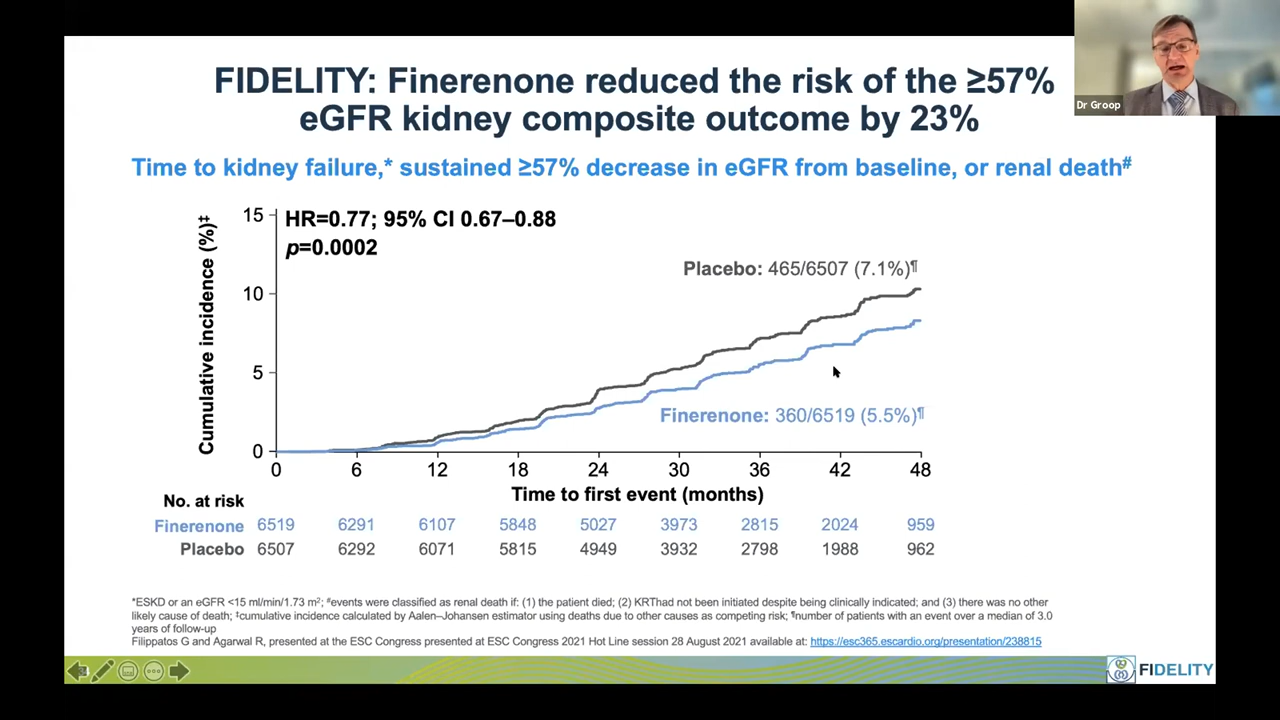 Dr Groop
FIDELITY: Finerenone reduced the risk of the ≥57%
eGFR kidney composite outcome by 23%
Time to kidney failure,* sustained ≥57% decrease in eGFR from baseline, or renal death#
Cumulative incidence (%)‡
15
10
5
0
HR=0.77; 95% CI 0.67–0.88
p=0.0002
Placebo: 465/6507 (7.1%)¶
Finerenone: 360/6519 (5.5%)¶
0 6 12 18 24 30 36 42 48
Time to first event (months)
No. at risk
Finerenone 6519 6291 6107 5848 5027 3973 2815 2024 959
Placebo 6507 6292 6071 5815 4949 3932 2798 1988 962
*ESKD or an eGFR <15 ml/min/1.73 m²; #events were classified as renal death if: (1) the patient died; (2) KRThad not been initiated despite being clinically indicated; and (3) there was no other
likely cause of death; ‡cumulative incidence calculated by Aalen–Johansen estimator using deaths due to other causes as competing risk; ¶number of patients with an event over a median of 3.0
years of follow-up
Filippatos G and Agarwal R, presented at the ESC Congress presented at ESC Congress 2021 Hot Line session 28 August 2021 available at: https://esc365.escardio.org/presentation/238815
FIDELITY